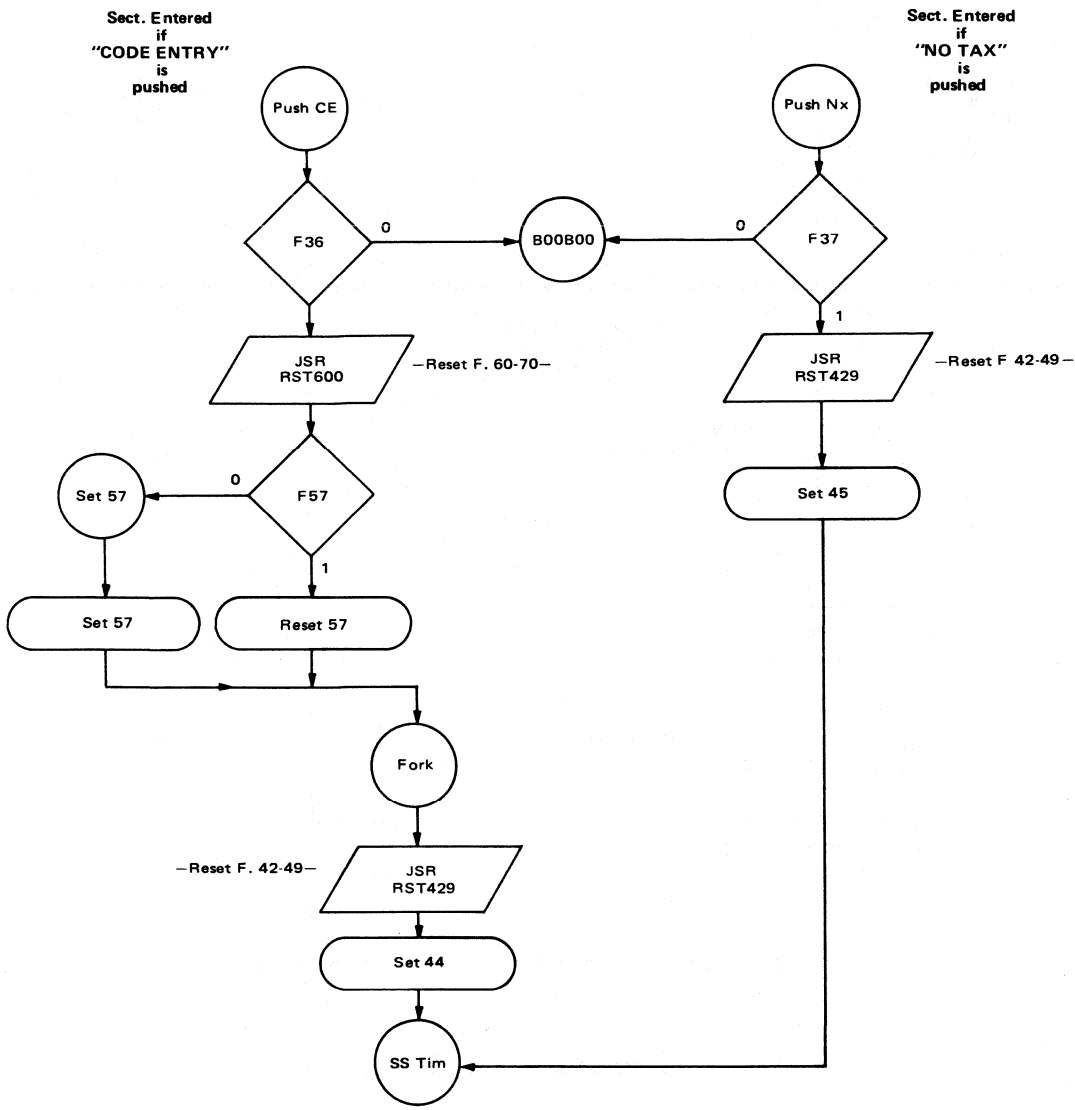 Sect. Entered
if
"CODE ENTRY"
is
pushed
Sect. Entered
if
"NO TAX"
is
pushed
Push CE
Push Nx
F36
0
B00B00
0
F37
1
JSR
RST600
—Reset F. 60-70—
JSR
RST429
—Reset F 42-49—
Set 57
0
F57
1
Set 45
Set 57
Reset 57
Fork
—Reset F. 42-49—
JSR
RST429
Set 44
SS Tim